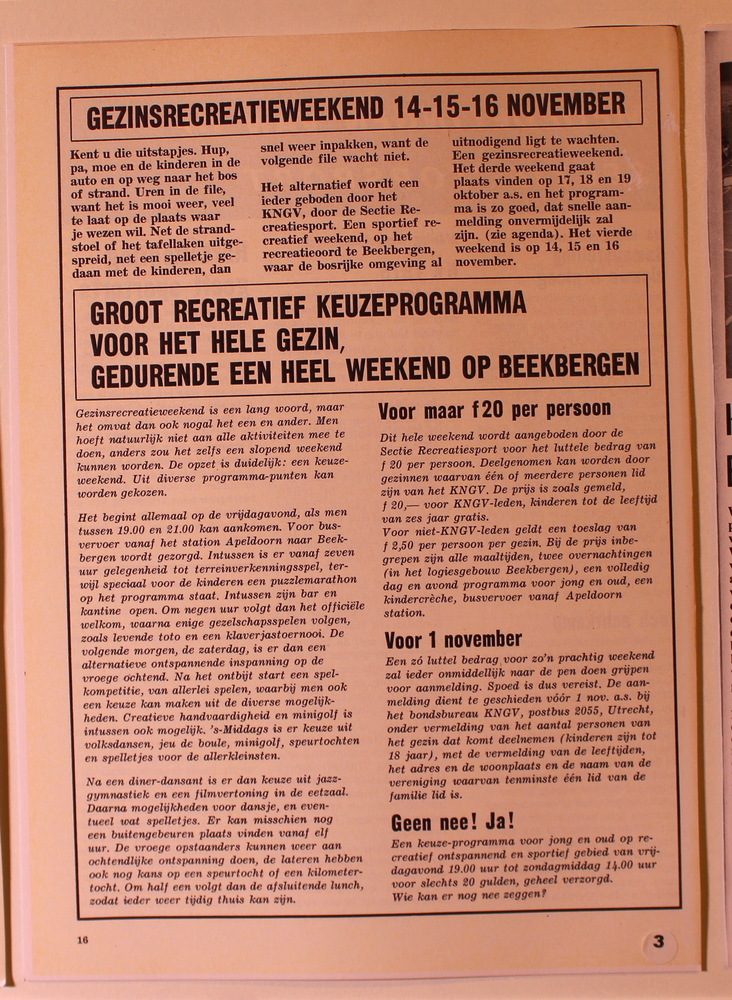 GEZINSRECREATIEWEEKEND 14-15-16 NOVEMBER
Kent u die uitstapjes. Hup,
pa, moe en de kinderen in de
auto en op weg naar het bos
of strand. Uren in de file,
want het is mooi weer, veel
te laat op de plaats waar
je wezen wil. Net de strand-
stoel of het tafellaken uitge-
spreid, net een spelletje ge-
daan met de kinderen, dan
snel weer inpakken, want de
volgende file wacht niet.
Het alternatief wordt een
ieder geboden door het
KNGV, door de Sectie Re-
creatiesport. Een sportief re-
creatief weekend, op het
recreatieoord te Beekbergen,
waar de bosrijke omgeving al
uitnodigend ligt te wachten.
Een gezinsrecreatieweekend.
Het derde weekend gaat
plaats vinden op 17, 18 en 19
oktober a.s. en het program-
ma is zo goed, dat snelle aan-
melding onvermijdelijk zal
zijn. (zie agenda). Het vierde
weekend is op 14, 15 en 16
november.
GROOT RECREATIEF KEUZEPROGRAMMA
VOOR HET HELE GEZIN,
GEDURENDE EEN HEEL WEEKEND OP BEEKBERGEN
Gezinsrecreatieweekend is een lang woord, maar
het omvat dan ook nogal het een en ander. Men
hoeft natuurlijk niet aan alle aktiviteiten mee te
doen, anders zou het zelfs een slopend weekend
kunnen worden. De opzet is duidelijk: een keuze-
weekend. Uit diverse programma-punten kan
worden gekozen.
Het begint allemaal op de vrijdagavond, als men
tussen 19.00 en 21.00 kan aankomen. Voor bus-
vervoer vanaf het station Apeldoorn naar Beek-
bergen wordt gezorgd. Intussen is er vanaf zeven
uur gelegenheid tot terreinverkenningsspel, ter-
wijl speciaal voor de kinderen een puzzlemarathon
op het programma staat. Intussen zijn bar en
kantine open. Om negen uur volgt dan het officiële
welkom, waarna enige gezelschapsspelen volgen,
zoals levende toto en een klaverjastoernooi. De
volgende morgen, de zaterdag, is er dan een
alternatieve ontspannende inspanning op de
vroege ochtend. Na het ontbijt start een spel-
kompetitie, van allerlei spelen, waarbij men ook
een keuze kan maken uit de diverse mogelijk-
heden. Creatieve handvaardigheid en minigolf is
intussen ook mogelijk. 's-Middags is er keuze uit
volksdansen, jeu de boule, minigolf, speurtochten
en spelletjes voor de allerkleinsten.
Na een diner-dansant is er dan keuze uit jazz-
gymnastiek en een filmvertoning in de eetzaal.
Daarna mogelijkheden voor dansje, en even-
tueel wat spelletjes. Er kan misschien nog
een buitengebeuren plaats vinden vanaf elf
uur. De vroege opstaanders kunnen weer aan
ochtendlijke ontspanning doen, de lateren hebben
ook nog kans op een speurtocht of een kilometer-
tocht. Om half een volgt dan de afsluitende lunch,
zodat ieder weer tijdig thuis kan zijn.
Voor maar f 20 per persoon
Dit hele weekend wordt aangeboden door de
Sectie Recreatiesport voor het luttele bedrag van
f 20 per persoon. Deelgenomen kan worden door
gezinnen waarvan één of meerdere personen lid
zijn van het KNGV. De prijs is zoals gemeld,
f 20,— voor KNGV-leden, kinderen tot de leeftijd
van zes jaar gratis.
Voor niet-KNGV-leden geldt een toeslag van
f 2,50 per persoon per gezin. Bij de prijs inbe-
grepen zijn alle maaltijden, twee overnachtingen
(in het logiesgebouw Beekbergen), een volledig
dag en avond programma voor jong en oud, een
kindercrèche, busvervoer vanaf Apeldoorn
station.
Voor 1 november
Een zó luttel bedrag voor zo'n prachtig weekend
zal ieder onmiddellijk naar de pen doen grijpen
voor aanmelding. Spoed is dus vereist. De aan-
melding dient te geschieden vóór 1 nov. a.s. bij
het bondsbureau KNGV, postbus 2055, Utrecht,
onder vermelding van het aantal personen van
het gezin dat komt deelnemen (kinderen zijn tot
18 jaar), met de vermelding van de leeftijden,
het adres en de woonplaats en de naam van de
vereniging waarvan tenminste één lid van de
familie lid is.
Geen nee! Ja!
Een keuze-programma voor jong en oud op re-
creatief ontspannend en sportief gebied van vrij-
dagavond 19.00 uur tot zondagmiddag 14.00 uur
voor slechts 20 gulden, geheel verzorgd.
Wie kan er nog nee zeggen?
16
3